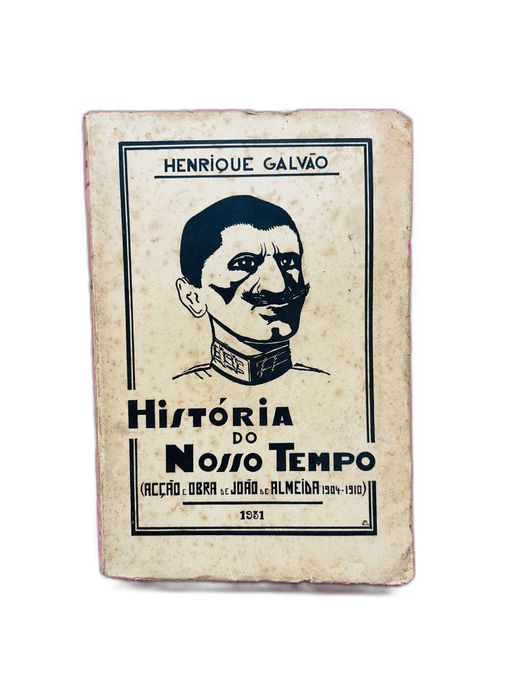 HENRIQUE GALVÃO
HISTÓRIA
DO
NOSSO TEMPO
(ACÇÃO E OBRA DE JOÃO DE ALMEIDA 1904-1910)
1931